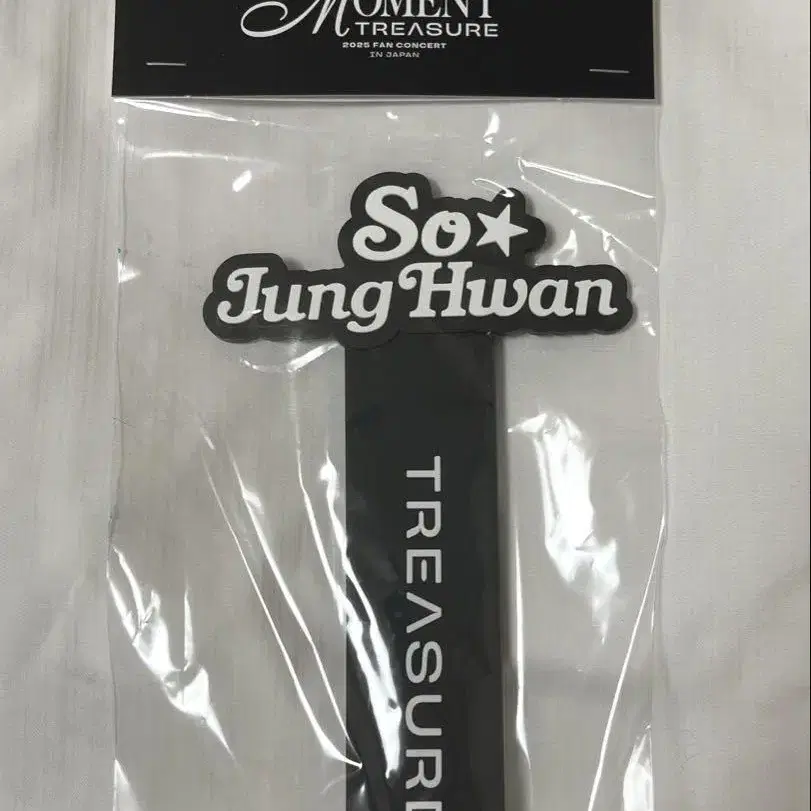 MOMENT
TREASURE
2025 FAN CONCERT
IN JAPAN
So★
Jung Hwan
TREASURE